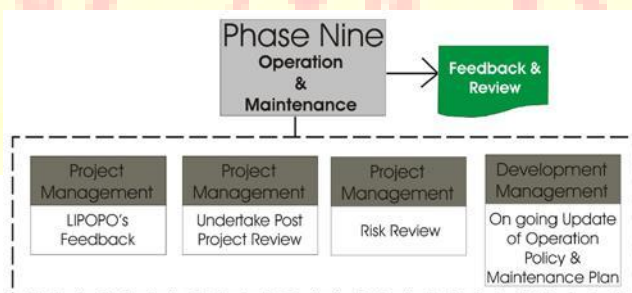 Phase Nine
Operation
&
Maintenance
Feedback &
Review
Project
Management
LIPOPO's
Feedback
Project
Management
Undertake Post
Project Review
Project
Management
Risk Review
Development
Management
On going Update
of Operation
Policy &
Maintenance Plan